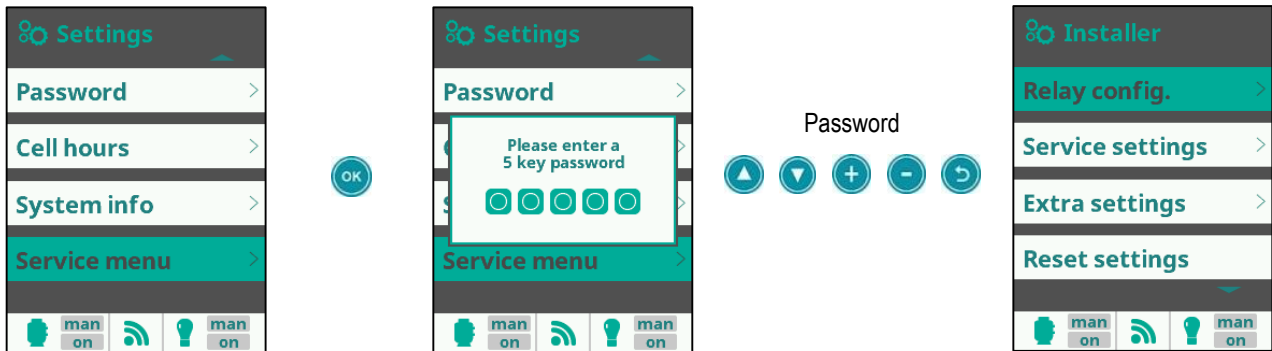 Settings
Password
Cell hours
System info
Service menu
man
on
man
on
OK
Settings
Password
Please enter a
5 key password
Service menu
man
on
man
on
Password
Installer
Relay config.
Service settings
Extra settings
Reset settings
man
on
man
on